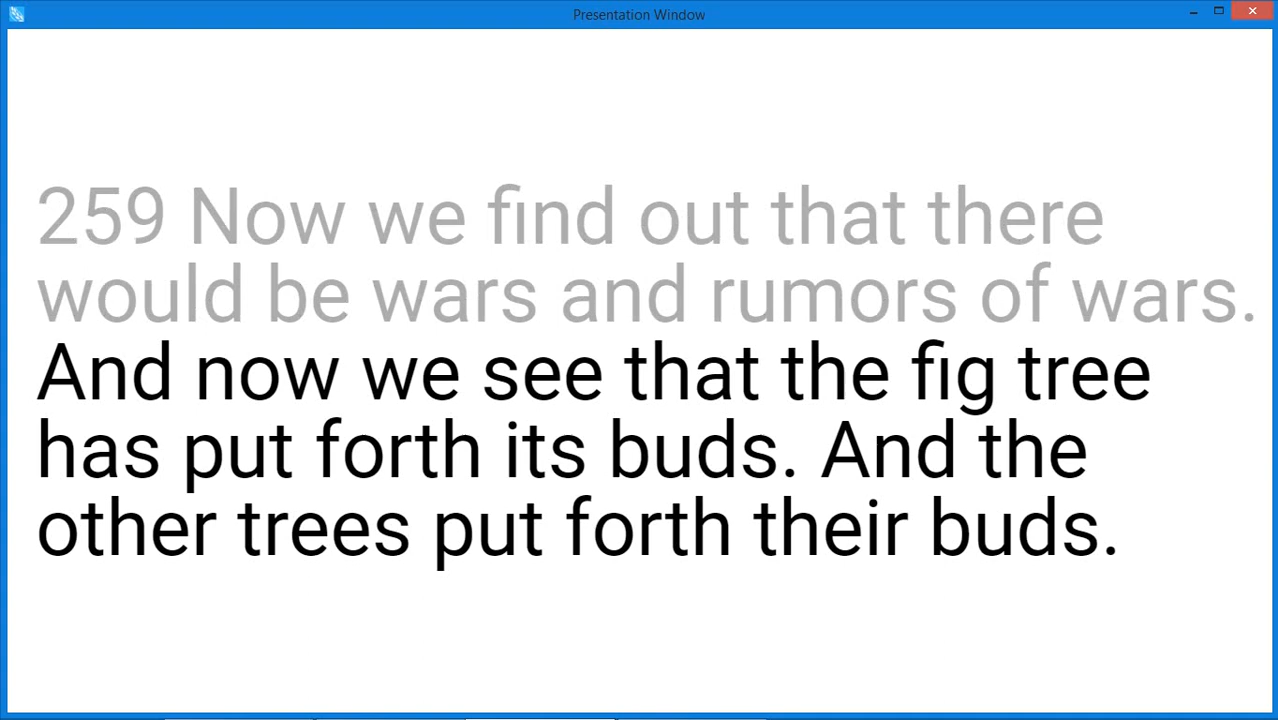 Presentation Window
259 Now we find out that there
would be wars and rumors of wars.
And now we see that the fig tree
has put forth its buds. And the
other trees put forth their buds.